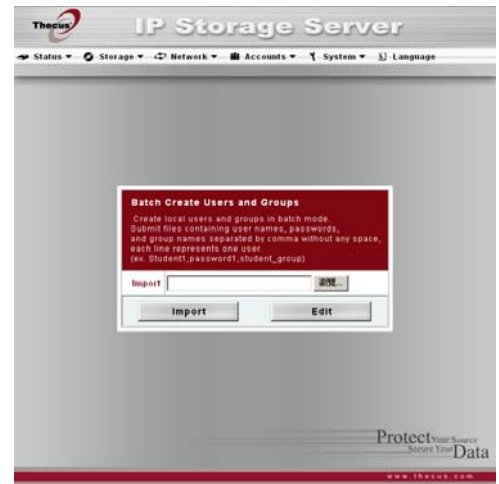 Thecus
IP Storage Server
Status Storage Network Accounts System Language
Batch Create Users and Groups
Create local users and groups in batch mode.
Submit files containing user names, passwords,
and group names separated by comma without any space,
each line represents one user.
(ex. Student1,password1,student_group)
Import 瀏覽...
Import Edit
Protect Your Source
Secure Your Data
www.thecus.com